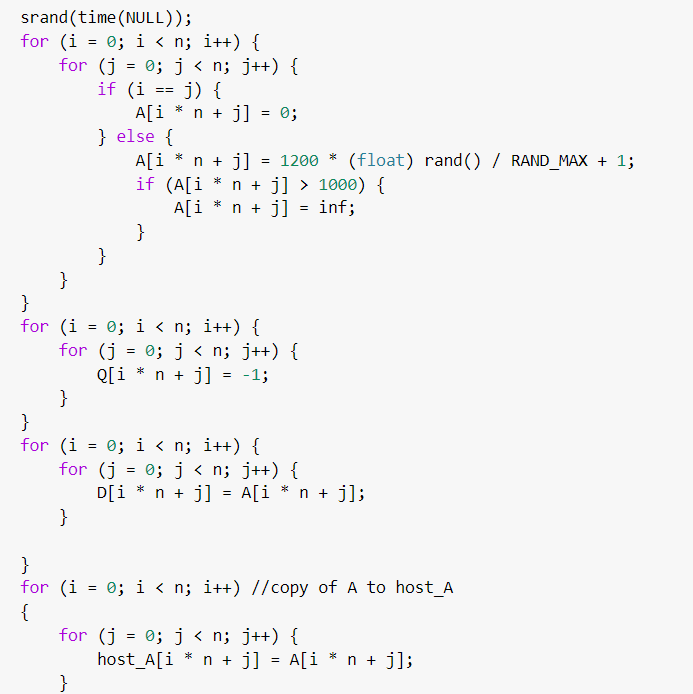 srand(time(NULL));
for (i = 0; i < n; i++) {
    for (j = 0; j < n; j++) {
        if (i == j) {
            A[i * n + j] = 0;
        } else {
            A[i * n + j] = 1200 * (float) rand() / RAND_MAX + 1;
            if (A[i * n + j] > 1000) {
                A[i * n + j] = inf;
            }
        }
    }
}
for (i = 0; i < n; i++) {
    for (j = 0; j < n; j++) {
        Q[i * n + j] = -1;
    }
}
for (i = 0; i < n; i++) {
    for (j = 0; j < n; j++) {
        D[i * n + j] = A[i * n + j];
    }

}
for (i = 0; i < n; i++) //copy of A to host_A
{
    for (j = 0; j < n; j++) {
        host_A[i * n + j] = A[i * n + j];
    }